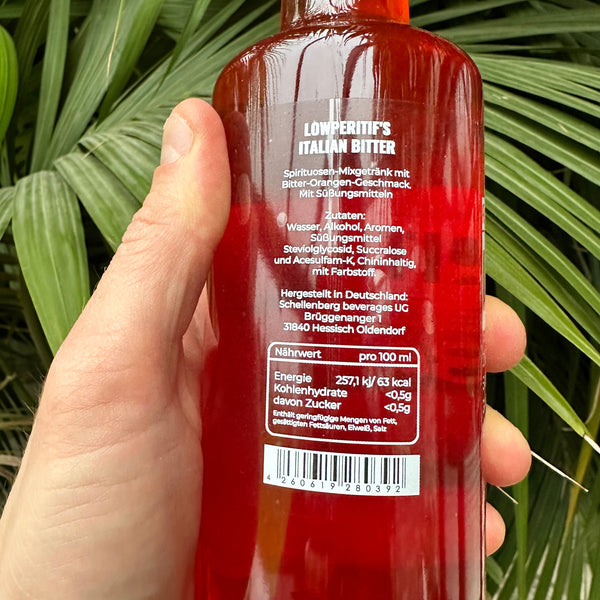 LOWPERITIF'S
ITALIAN BITTER
Spirituosen-Mixgetränk mit
Bitter-Orangen-Geschmack.
Mit Süßungsmitteln
Zutaten:
Wasser, Alkohol, Aromen,
Süßungsmittel
Steviolglycosid, Succralose
und Acesulfam-K, Chininhaltig,
mit Farbstoff.
Hergestellt in Deutschland:
Schellenberg beverages UG
Brüggenanger 1
31840 Hessisch Oldendorf
Nährwert pro 100 ml
Energie 257,1 kj/ 63 kcal
Kohlenhydrate <0,5g
davon Zucker <0,5g
Enthält geringfügige Mengen von Fett,
gesättigten Fettsäuren, Eiweiß, Salz
4 260619 280392